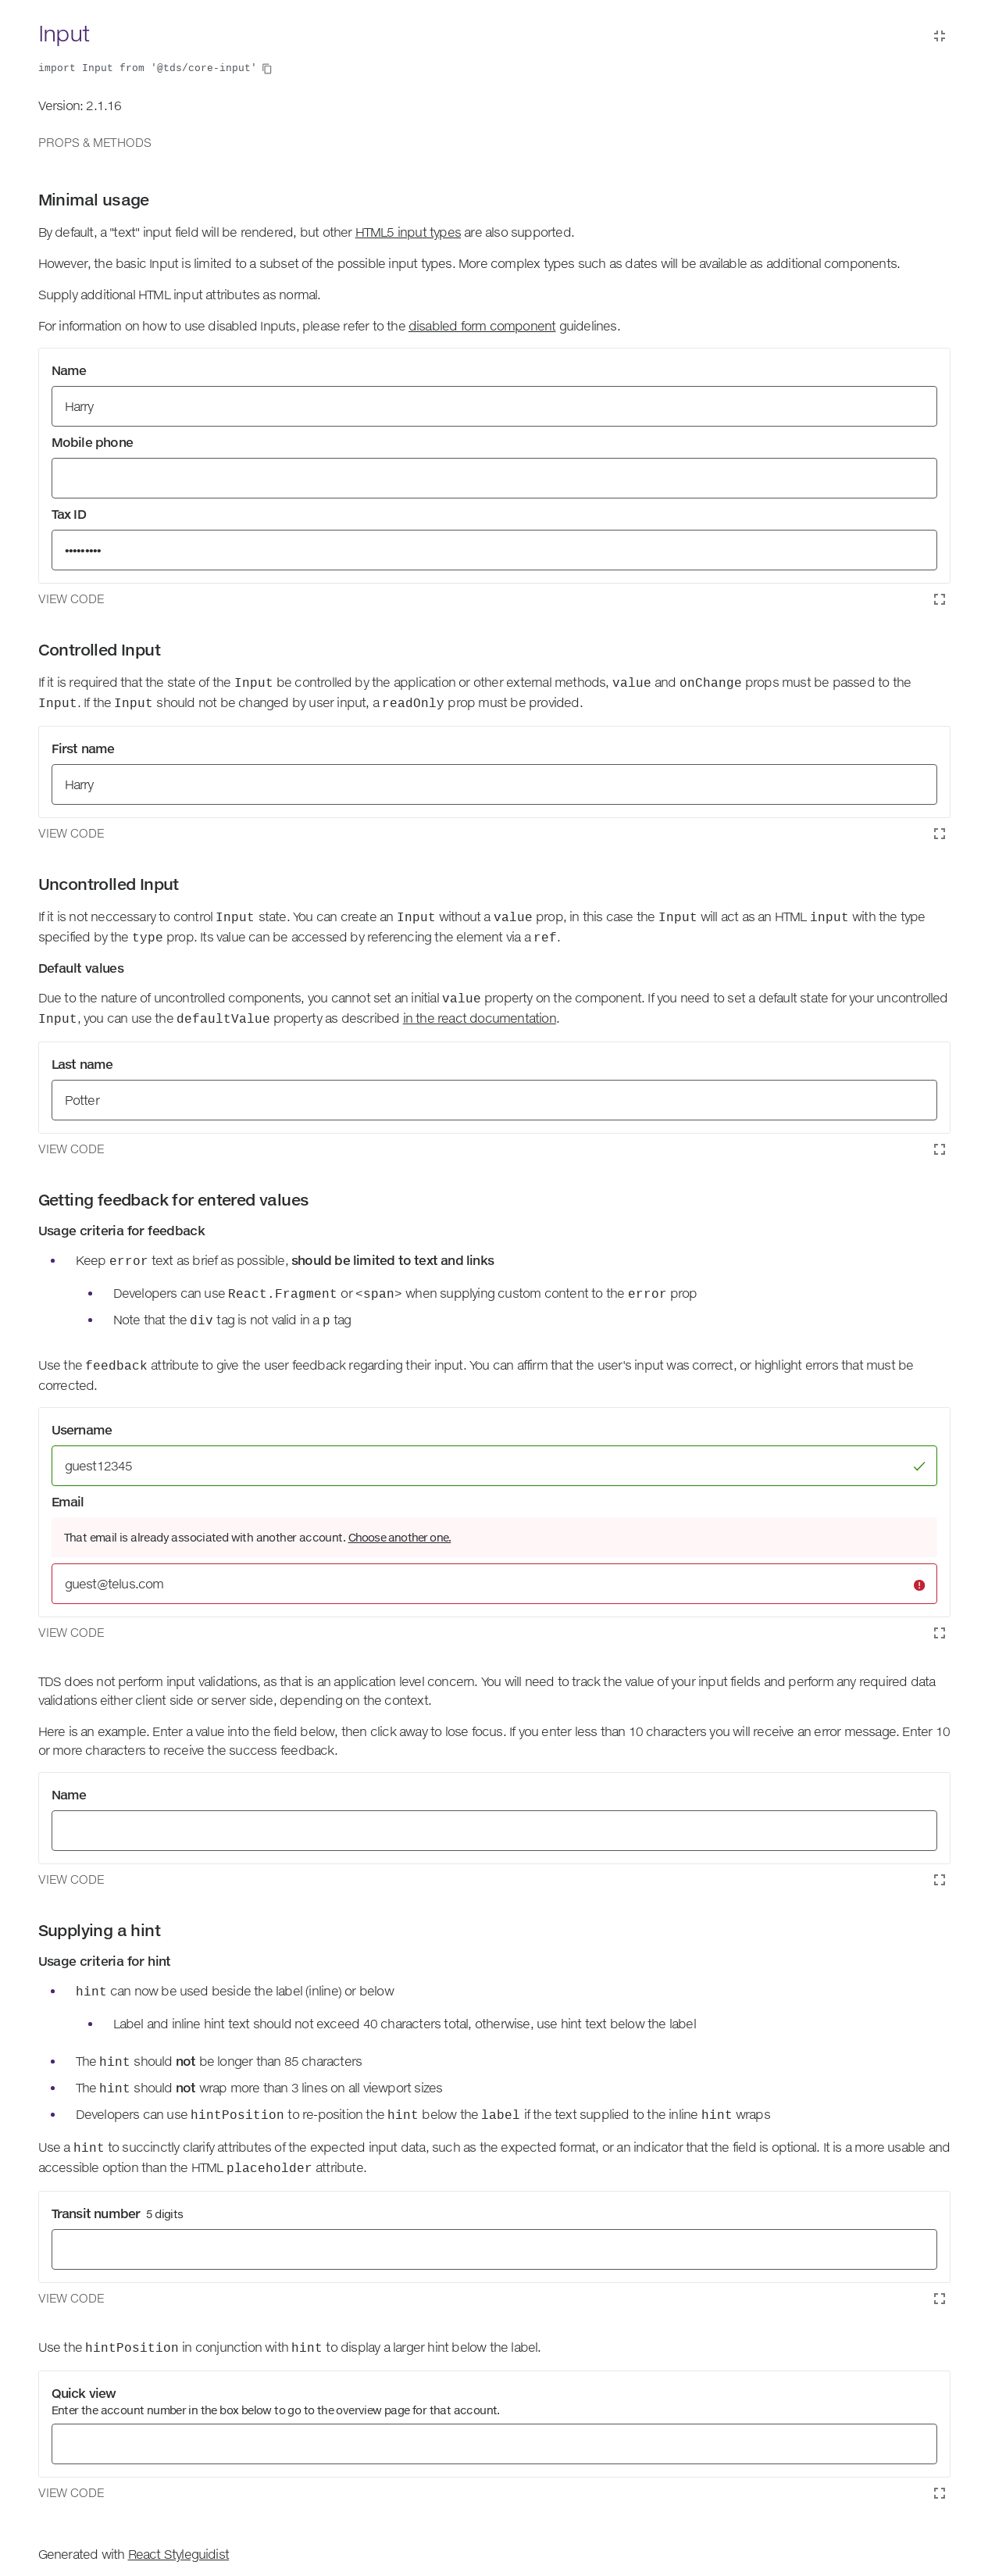 Input
import Input from '@tds/core-input'
Version: 2.1.16
PROPS & METHODS
Minimal usage
By default, a "text" input field will be rendered, but other HTML5 input types are also supported.
However, the basic Input is limited to a subset of the possible input types. More complex types such as dates will be available as additional components.
Supply additional HTML input attributes as normal.
For information on how to use disabled Inputs, please refer to the disabled form component guidelines.
Name
Harry
Mobile phone
Tax ID
•••••••••
VIEW CODE
Controlled Input
If it is required that the state of the Input be controlled by the application or other external methods, value and onChange props must be passed to the
Input. If the Input should not be changed by user input, a readOnly prop must be provided.
First name
Harry
VIEW CODE
Uncontrolled Input
If it is not neccessary to control Input state. You can create an Input without a value prop, in this case the Input will act as an HTML input with the type
specified by the type prop. Its value can be accessed by referencing the element via a ref.
Default values
Due to the nature of uncontrolled components, you cannot set an initial value property on the component. If you need to set a default state for your uncontrolled
Input, you can use the defaultValue property as described in the react documentation.
Last name
Potter
VIEW CODE
Getting feedback for entered values
Usage criteria for feedback
• Keep error text as brief as possible, should be limited to text and links
• Developers can use React.Fragment or <span> when supplying custom content to the error prop
• Note that the div tag is not valid in a p tag
Use the feedback attribute to give the user feedback regarding their input. You can affirm that the user's input was correct, or highlight errors that must be
corrected.
Username
guest12345
Email
That email is already associated with another account. Choose another one.
guest@telus.com
VIEW CODE
TDS does not perform input validations, as that is an application level concern. You will need to track the value of your input fields and perform any required data
validations either client side or server side, depending on the context.
Here is an example. Enter a value into the field below, then click away to lose focus. If you enter less than 10 characters you will receive an error message. Enter 10
or more characters to receive the success feedback.
Name
VIEW CODE
Supplying a hint
Usage criteria for hint
• hint can now be used beside the label (inline) or below
• Label and inline hint text should not exceed 40 characters total, otherwise, use hint text below the label
• The hint should not be longer than 85 characters
• The hint should not wrap more than 3 lines on all viewport sizes
• Developers can use hintPosition to re-position the hint below the label if the text supplied to the inline hint wraps
Use a hint to succinctly clarify attributes of the expected input data, such as the expected format, or an indicator that the field is optional. It is a more usable and
accessible option than the HTML placeholder attribute.
Transit number 5 digits
VIEW CODE
Use the hintPosition in conjunction with hint to display a larger hint below the label.
Quick view
Enter the account number in the box below to go to the overview page for that account.
VIEW CODE
Generated with React Styleguidist